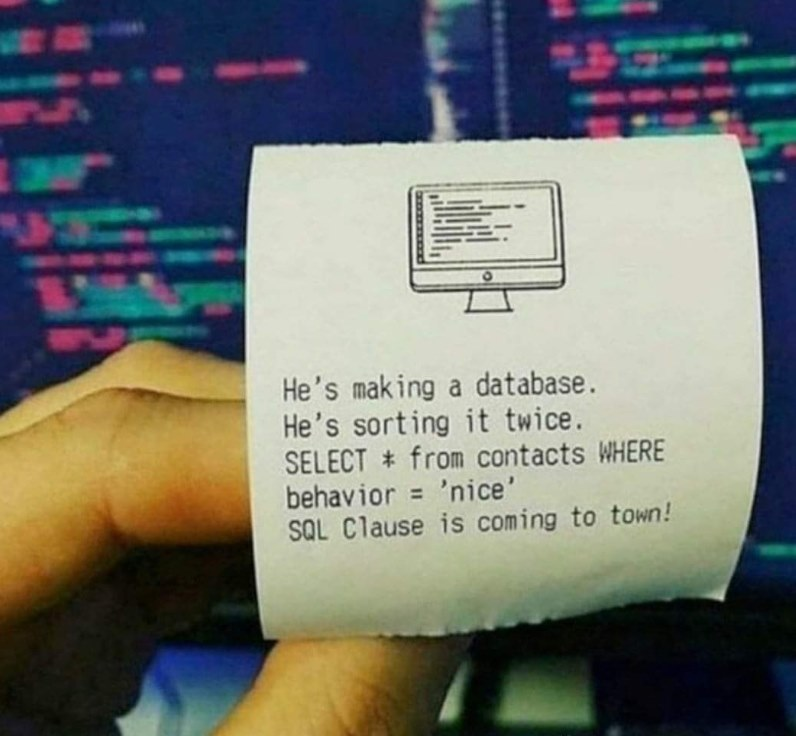 He's making a database.
He's sorting it twice.
SELECT * from contacts WHERE
behavior = 'nice'
SQL Clause is coming to town!